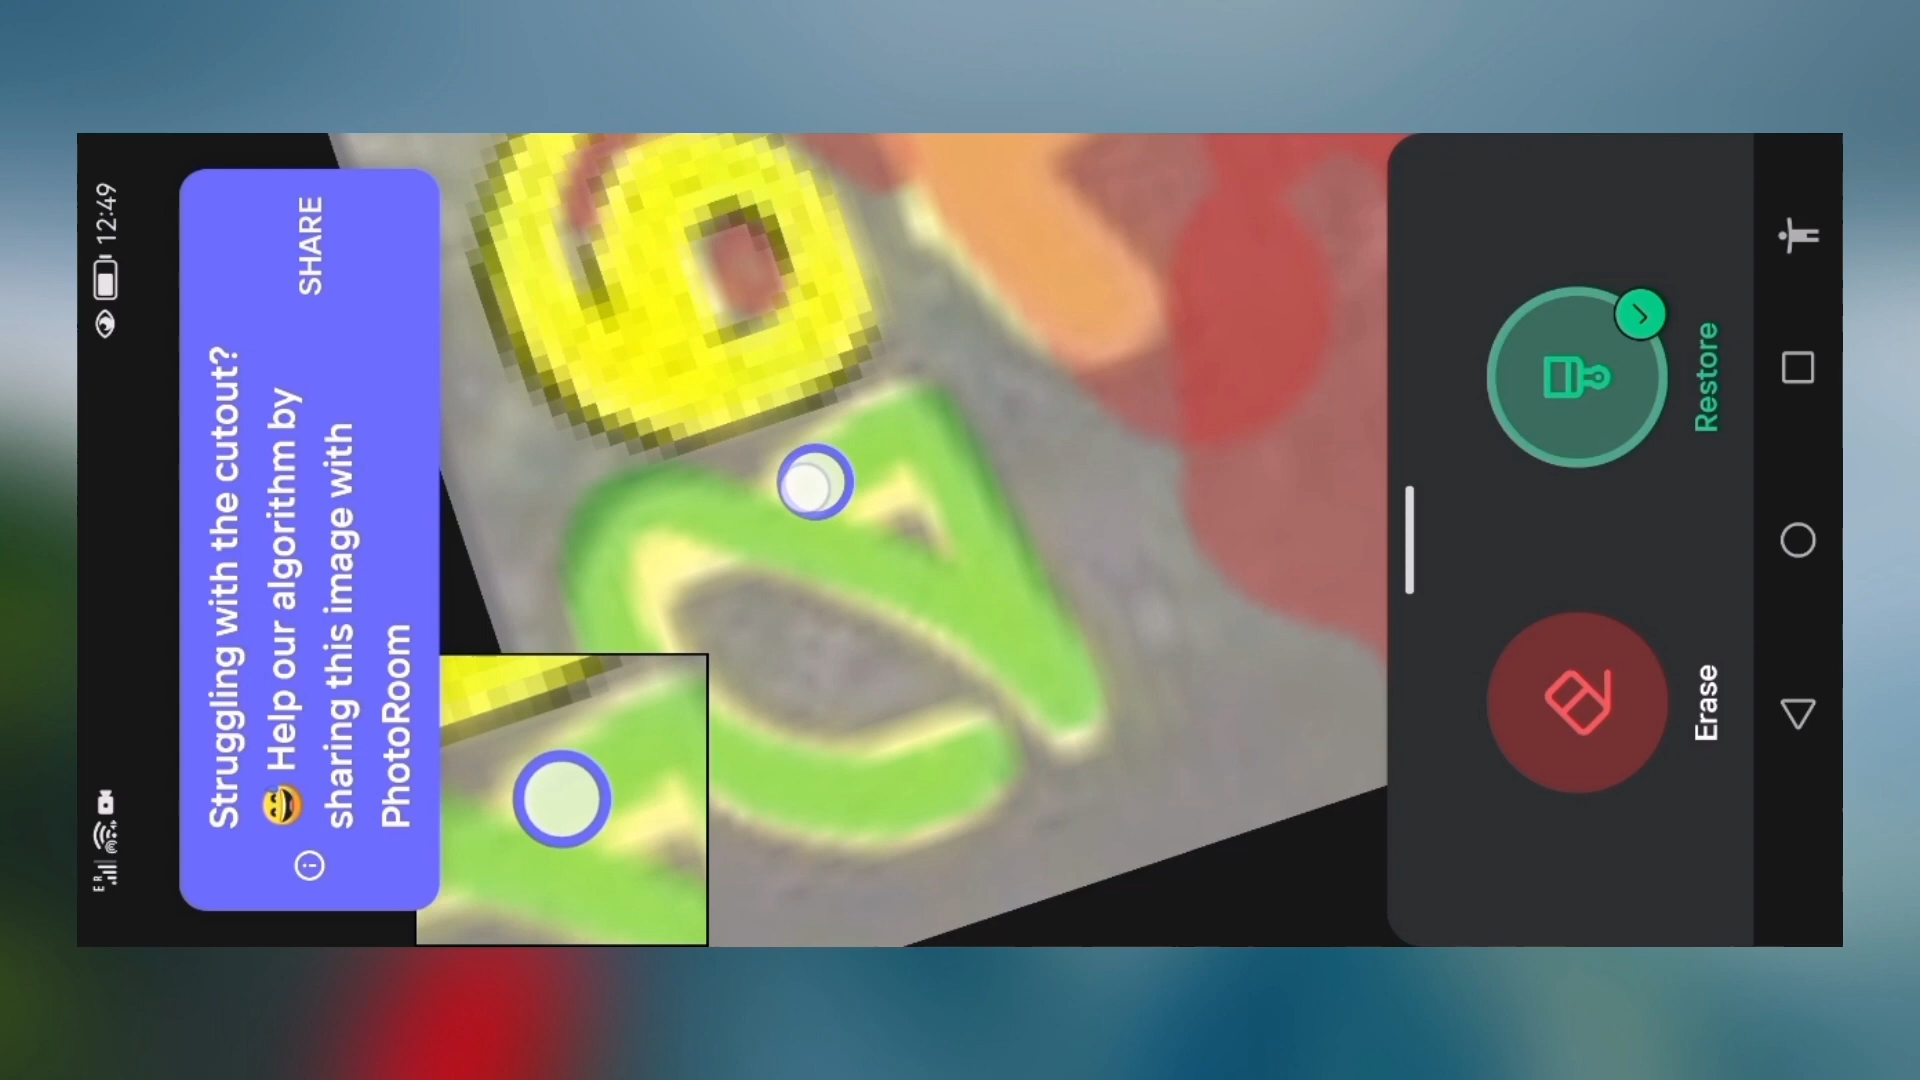 E R
12:49
Struggling with the cutout?
😅 Help our algorithm by
sharing this image with
PhotoRoom
SHARE
Erase
Restore